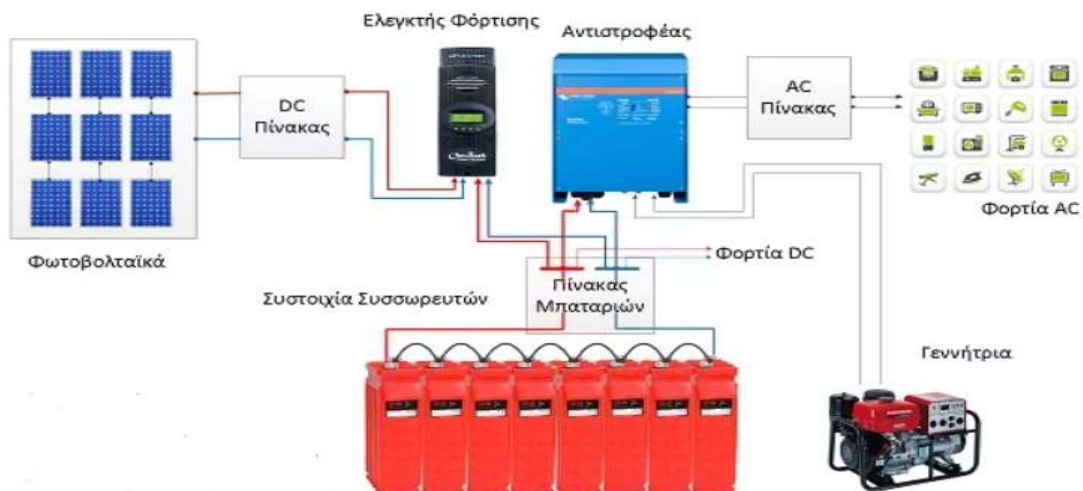 Ελεγκτής Φόρτισης
Αντιστροφέας
DC
Πίνακας
AC
Πίνακας
Φορτία AC
Φωτοβολταϊκά
Φορτία DC
Πίνακας
Μπαταριών
Συστοιχία Συσσωρευτών
Γεννήτρια